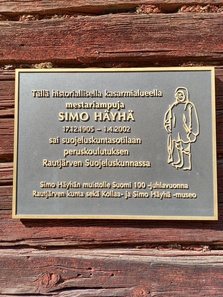 Tällä historiallisella kasarmialueella
mestariampuja
SIMO HÄYHÄ
17.12.1905 – 1.4.2002
sai suojeluskuntasotilaan
peruskoulutuksen
Rautjärven Suojeluskunnassa
Simo Häyhän muistolle Suomi 100 -juhlavuonna
Rautjärven kunta sekä Kollaa- ja Simo Häyhä -museo